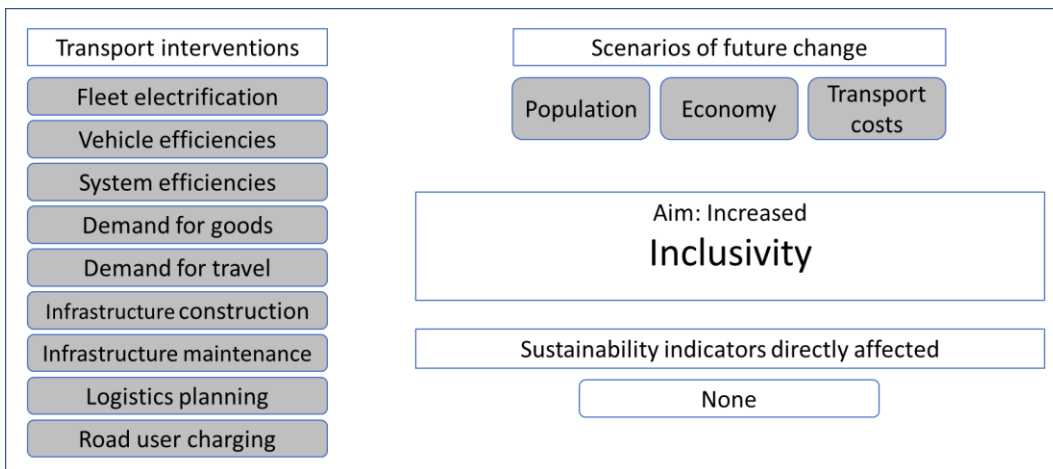 Transport interventions
Fleet electrification
Vehicle efficiencies
System efficiencies
Demand for goods
Demand for travel
Infrastructure construction
Infrastructure maintenance
Logistics planning
Road user charging
Scenarios of future change
Population
Economy
Transport
costs
Aim: Increased
Inclusivity
Sustainability indicators directly affected
None